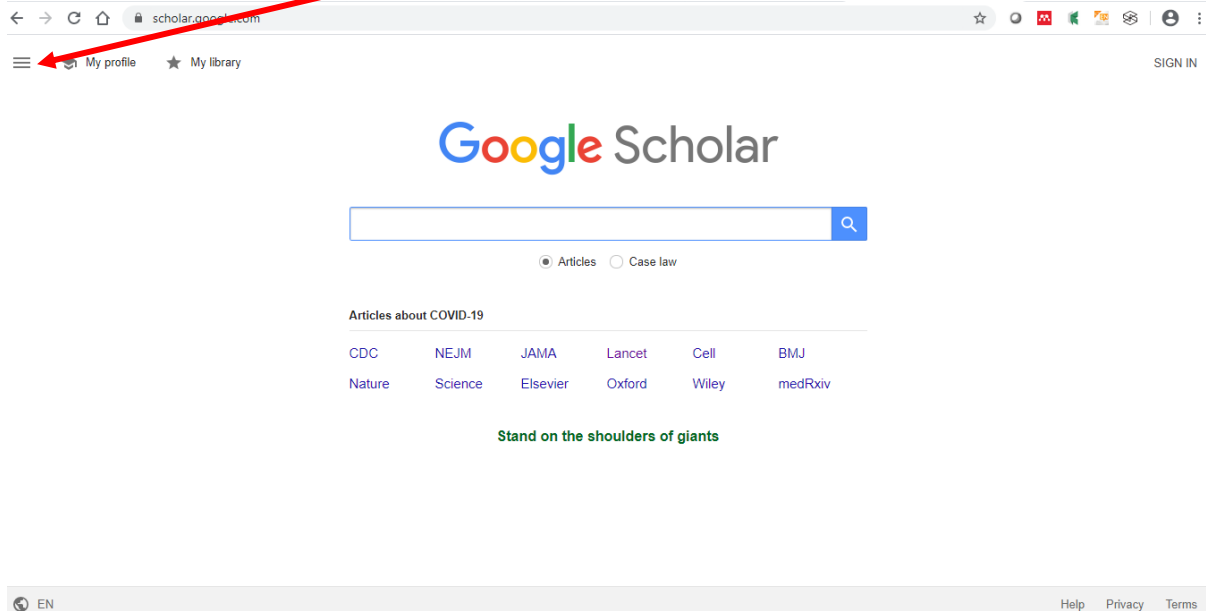 scholar.google.com
My profile My library SIGN IN
Google Scholar
Articles Case law
Articles about COVID-19
CDC NEJM JAMA Lancet Cell BMJ
Nature Science Elsevier Oxford Wiley medRxiv
Stand on the shoulders of giants
EN Help Privacy Terms